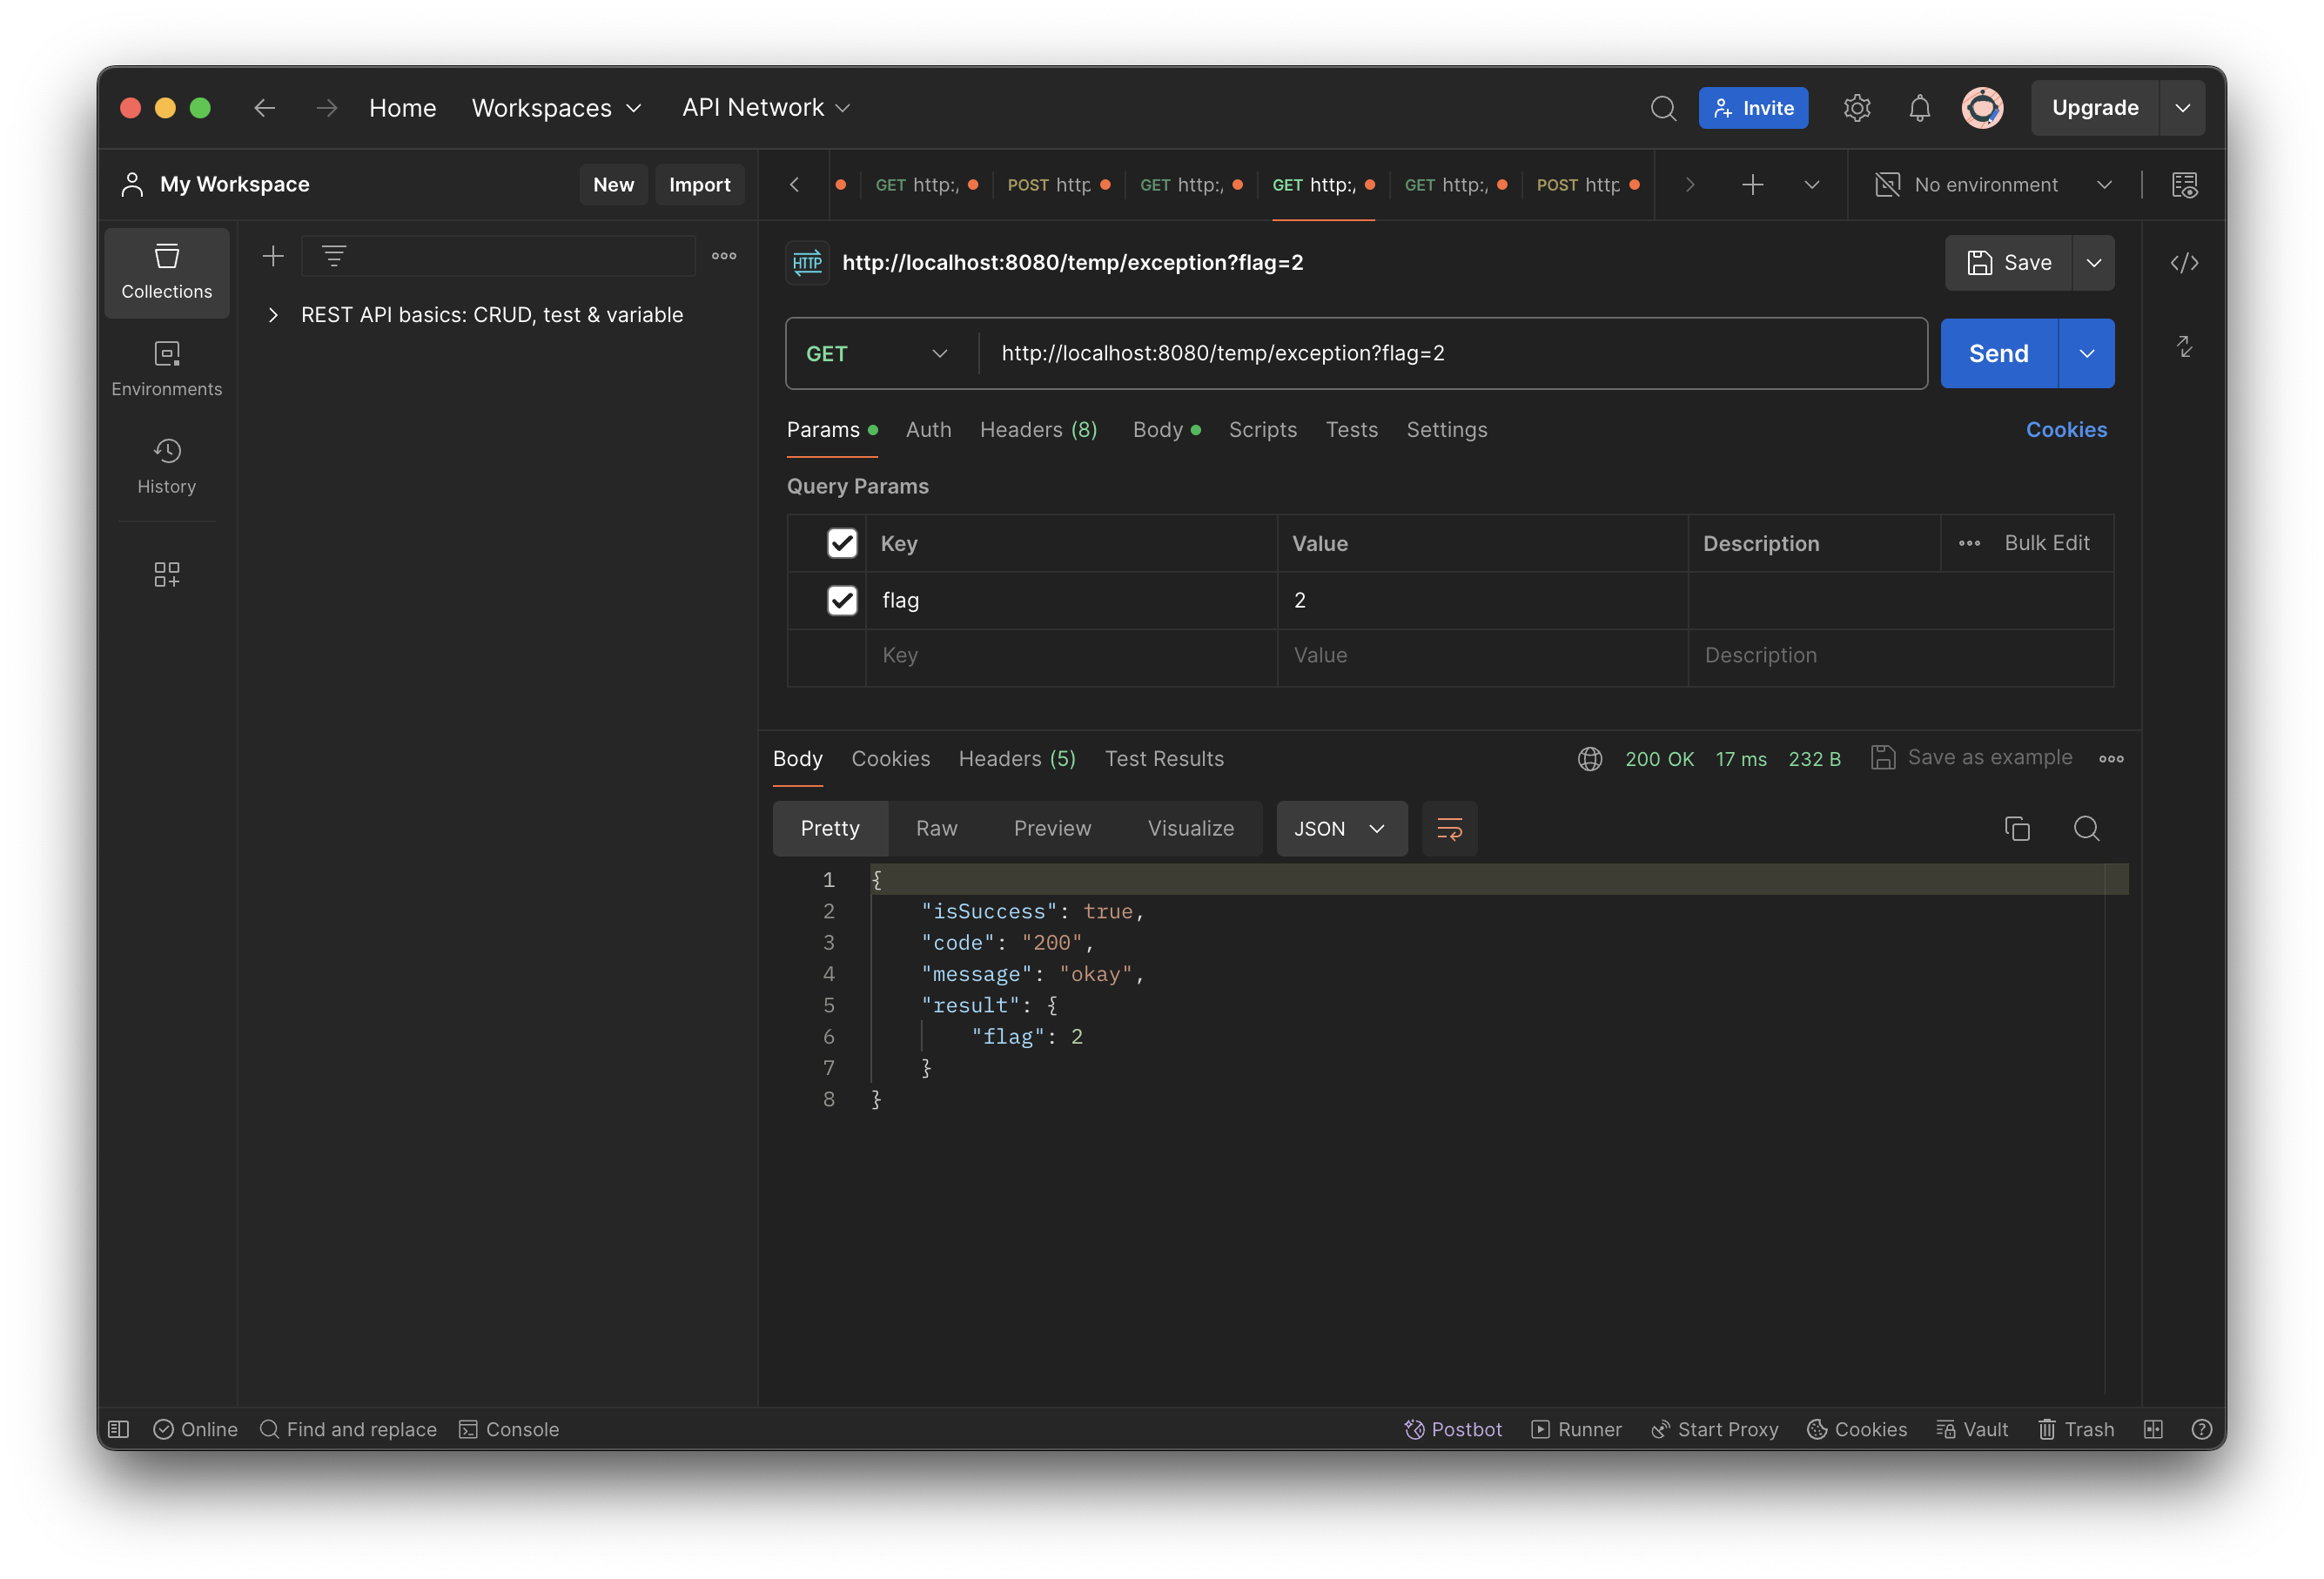 Home Workspaces API Network Invite Upgrade
My Workspace New Import GET http:/ POST http GET http:/ GET http:/ GET http:/ POST http No environment
Collections
Environments
History
REST API basics: CRUD, test & variable
HTTP http://localhost:8080/temp/exception?flag=2 Save
GET http://localhost:8080/temp/exception?flag=2 Send
Params Auth Headers (8) Body Scripts Tests Settings Cookies
Query Params
Key Value Description Bulk Edit
flag 2
Key Value Description
Body Cookies Headers (5) Test Results 200 OK 17 ms 232 B Save as example
Pretty Raw Preview Visualize JSON
1 {
2 "isSuccess": true,
3 "code": "200",
4 "message": "okay",
5 "result": {
6 "flag": 2
7 }
8 }
Online Find and replace Console Postbot Runner Start Proxy Cookies Vault Trash